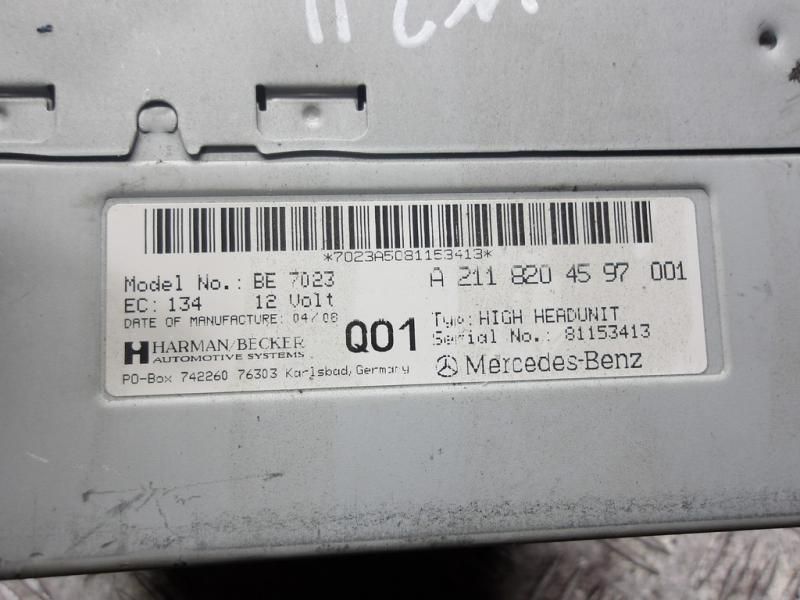 *7023A5081153413*
Model No.: BE 7023
A 211 820 45 97 001
EC: 134 12 Volt
Typ: HIGH HEADUNIT
DATE OF MANUFACTURE: 04/08
Q01
Serial No.: 81153413
HARMAN/BECKER
AUTOMOTIVE SYSTEMS
Mercedes-Benz
PO-Box 742260 76303 Karlsbad, Germany